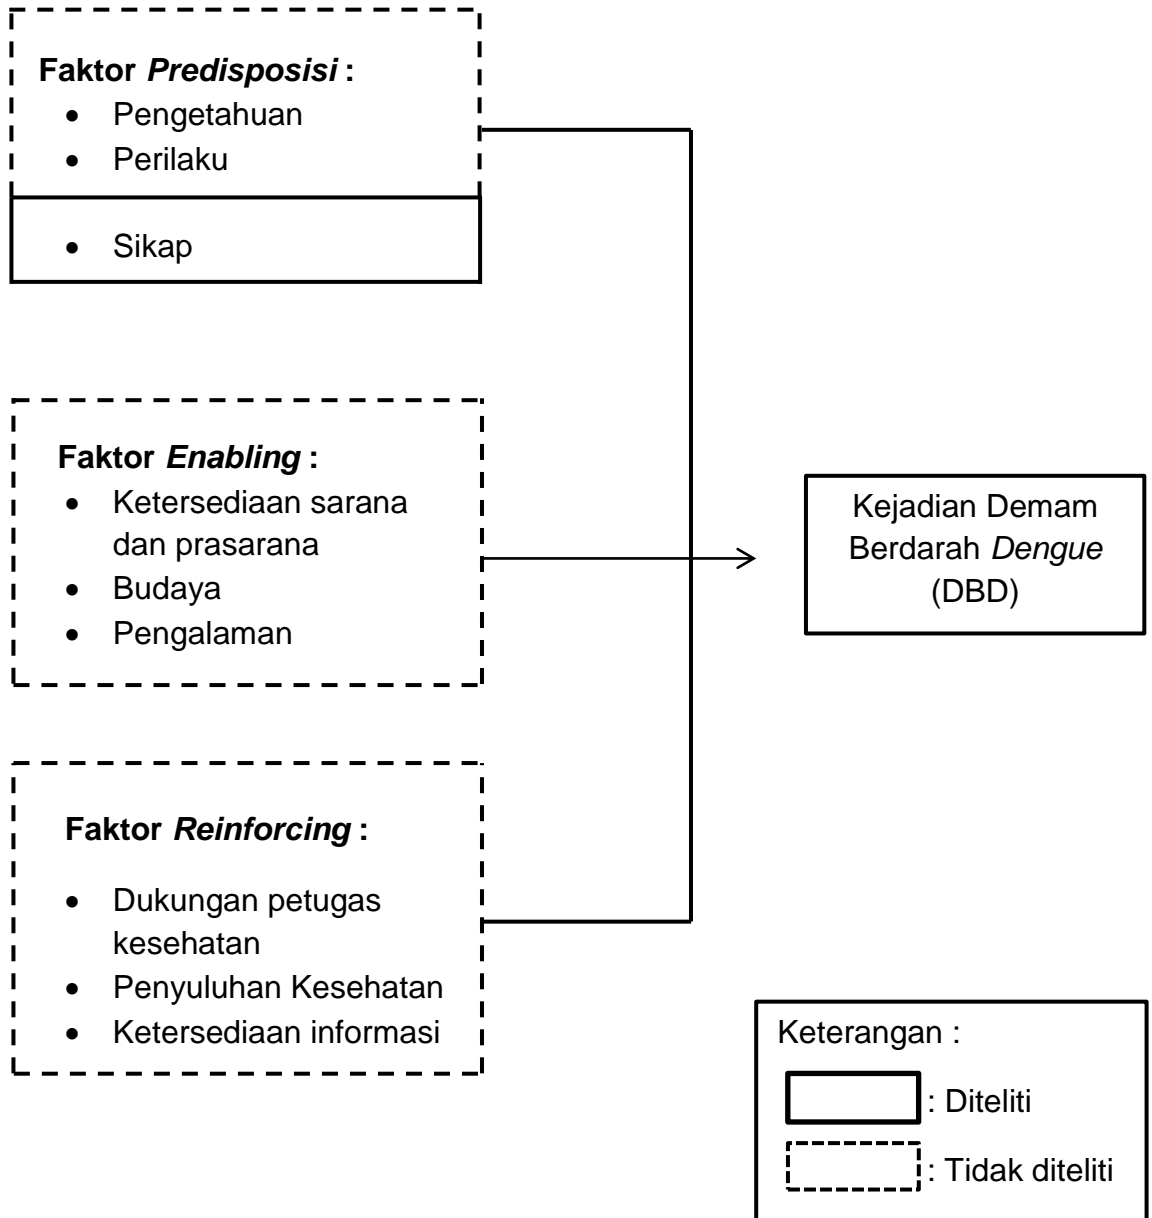 Faktor Predisposisi :
• Pengetahuan
• Perilaku
• Sikap
Faktor Enabling :
• Ketersediaan sarana
dan prasarana
• Budaya
• Pengalaman
Kejadian Demam
Berdarah Dengue
(DBD)
Faktor Reinforcing :
• Dukungan petugas
kesehatan
• Penyuluhan Kesehatan
• Ketersediaan informasi
Keterangan :
: Diteliti
: Tidak diteliti